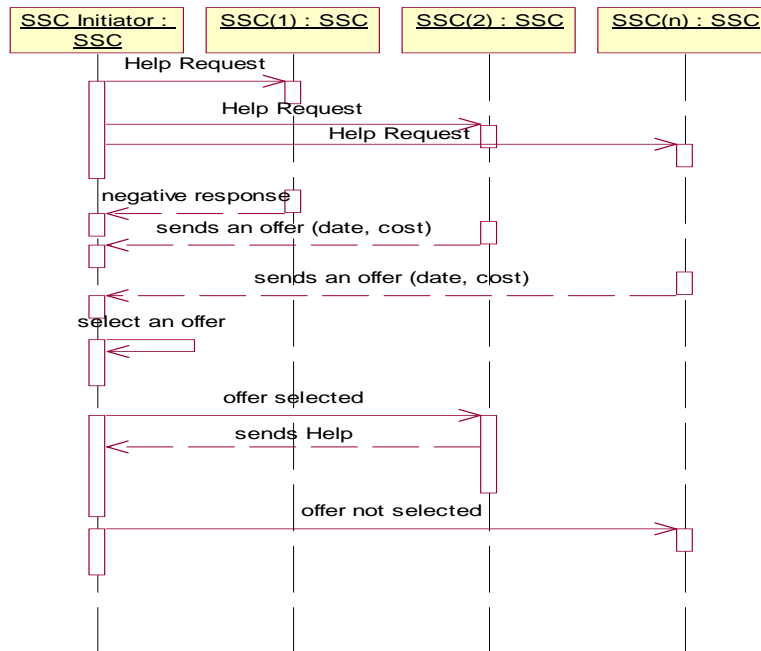 SSC Initiator :
SSC
SSC(1) : SSC
SSC(2) : SSC
SSC(n) : SSC
Help Request
Help Request
Help Request
negative response
sends an offer (date, cost)
sends an offer (date, cost)
select an offer
offer selected
sends Help
offer not selected